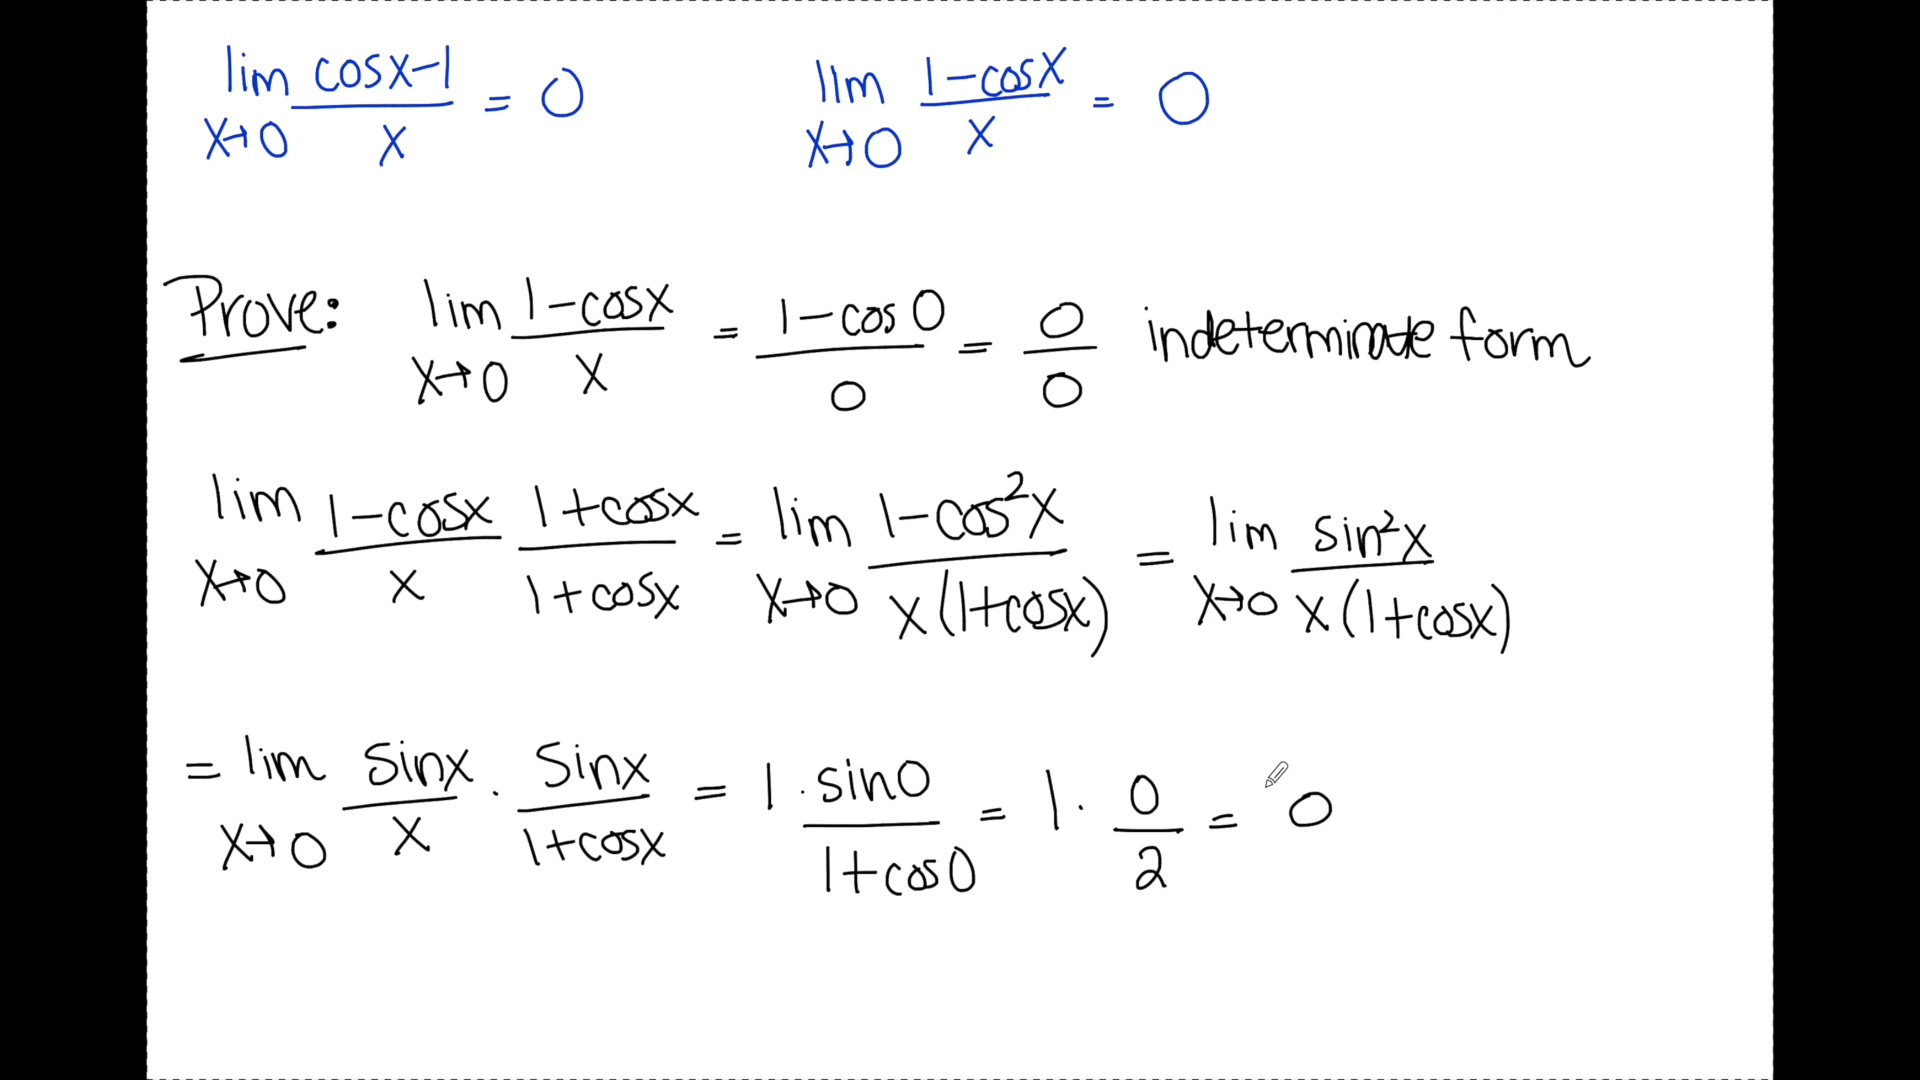 lim x→0 (cosx-1)/x = 0    lim x→0 (1-cosx)/x = 0
Prove: lim x→0 (1-cosx)/x = (1-cos0)/0 = 0/0 indeterminate form
lim x→0 (1-cosx)/x (1+cosx)/(1+cosx) = lim x→0 (1-cos²x)/(x(1+cosx)) = lim x→0 sin²x/(x(1+cosx))
= lim x→0 sinx/x · sinx/(1+cosx) = 1 · sin0/(1+cos0) = 1 · 0/2 = 0